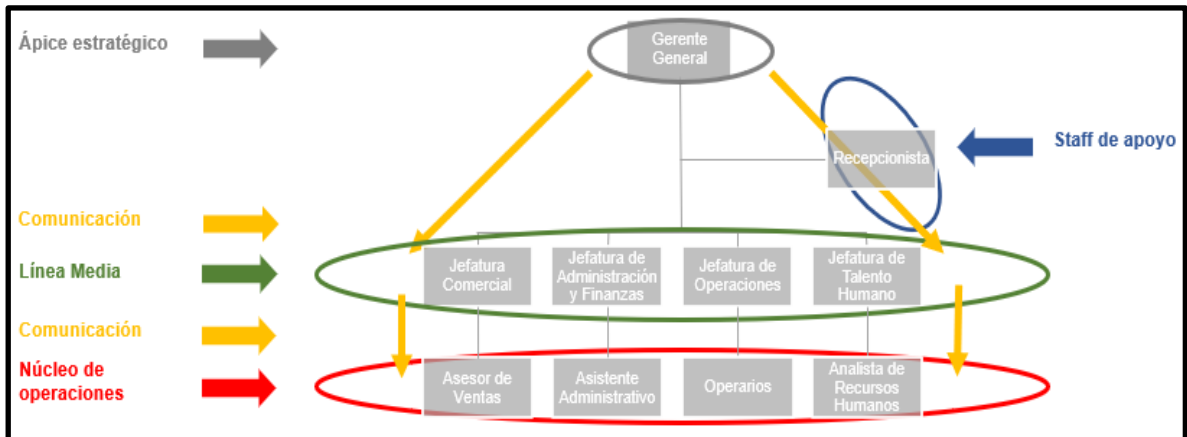 Ápice estratégico
Gerente
General
Recepcionista
Staff de apoyo
Comunicación
Línea Media
Jefatura
Comercial
Jefatura de
Administración
y Finanzas
Jefatura de
Operaciones
Jefatura de
Talento
Humano
Comunicación
Núcleo de
operaciones
Asesor de
Ventas
Asistente
Administrativo
Operarios
Analista de
Recursos
Humanos